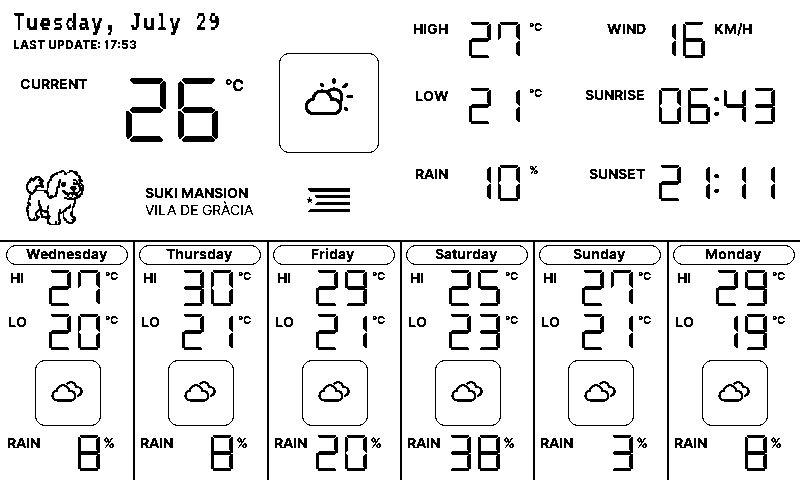 Tuesday, July 29
LAST UPDATE: 17:53
CURRENT 26 °C
HIGH 27 °C
WIND 16 KM/H
LOW 21 °C
SUNRISE 06:43
RAIN 10 %
SUNSET 21:11
SUKI MANSION
VILA DE GRÀCIA
Wednesday
HI 27 °C
LO 20 °C
RAIN 8 %
Thursday
HI 30 °C
LO 21 °C
RAIN 8 %
Friday
HI 29 °C
LO 21 °C
RAIN 20 %
Saturday
HI 25 °C
LO 23 °C
RAIN 38 %
Sunday
HI 27 °C
LO 21 °C
RAIN 3 %
Monday
HI 29 °C
LO 19 °C
RAIN 8 %